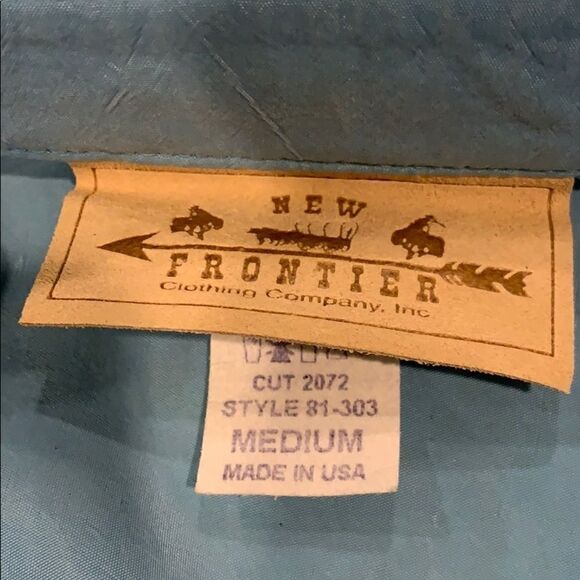 NEW
FRONTIER
Clothing Company, Inc
CUT 2072
STYLE 81-303
MEDIUM
MADE IN USA